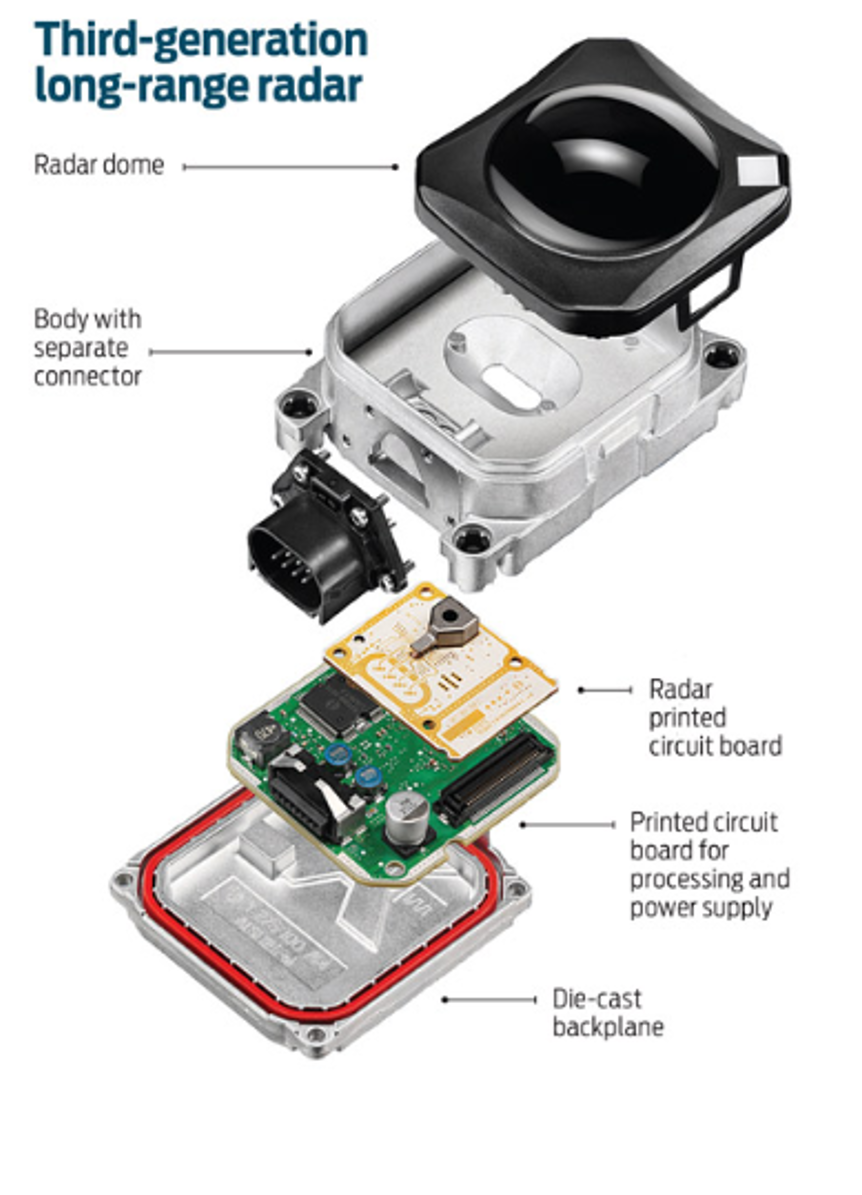 Third-generation
long-range radar
Radar dome
Body with
separate
connector
Radar
printed
circuit board
Printed circuit
board for
processing and
power supply
Die-cast
backplane